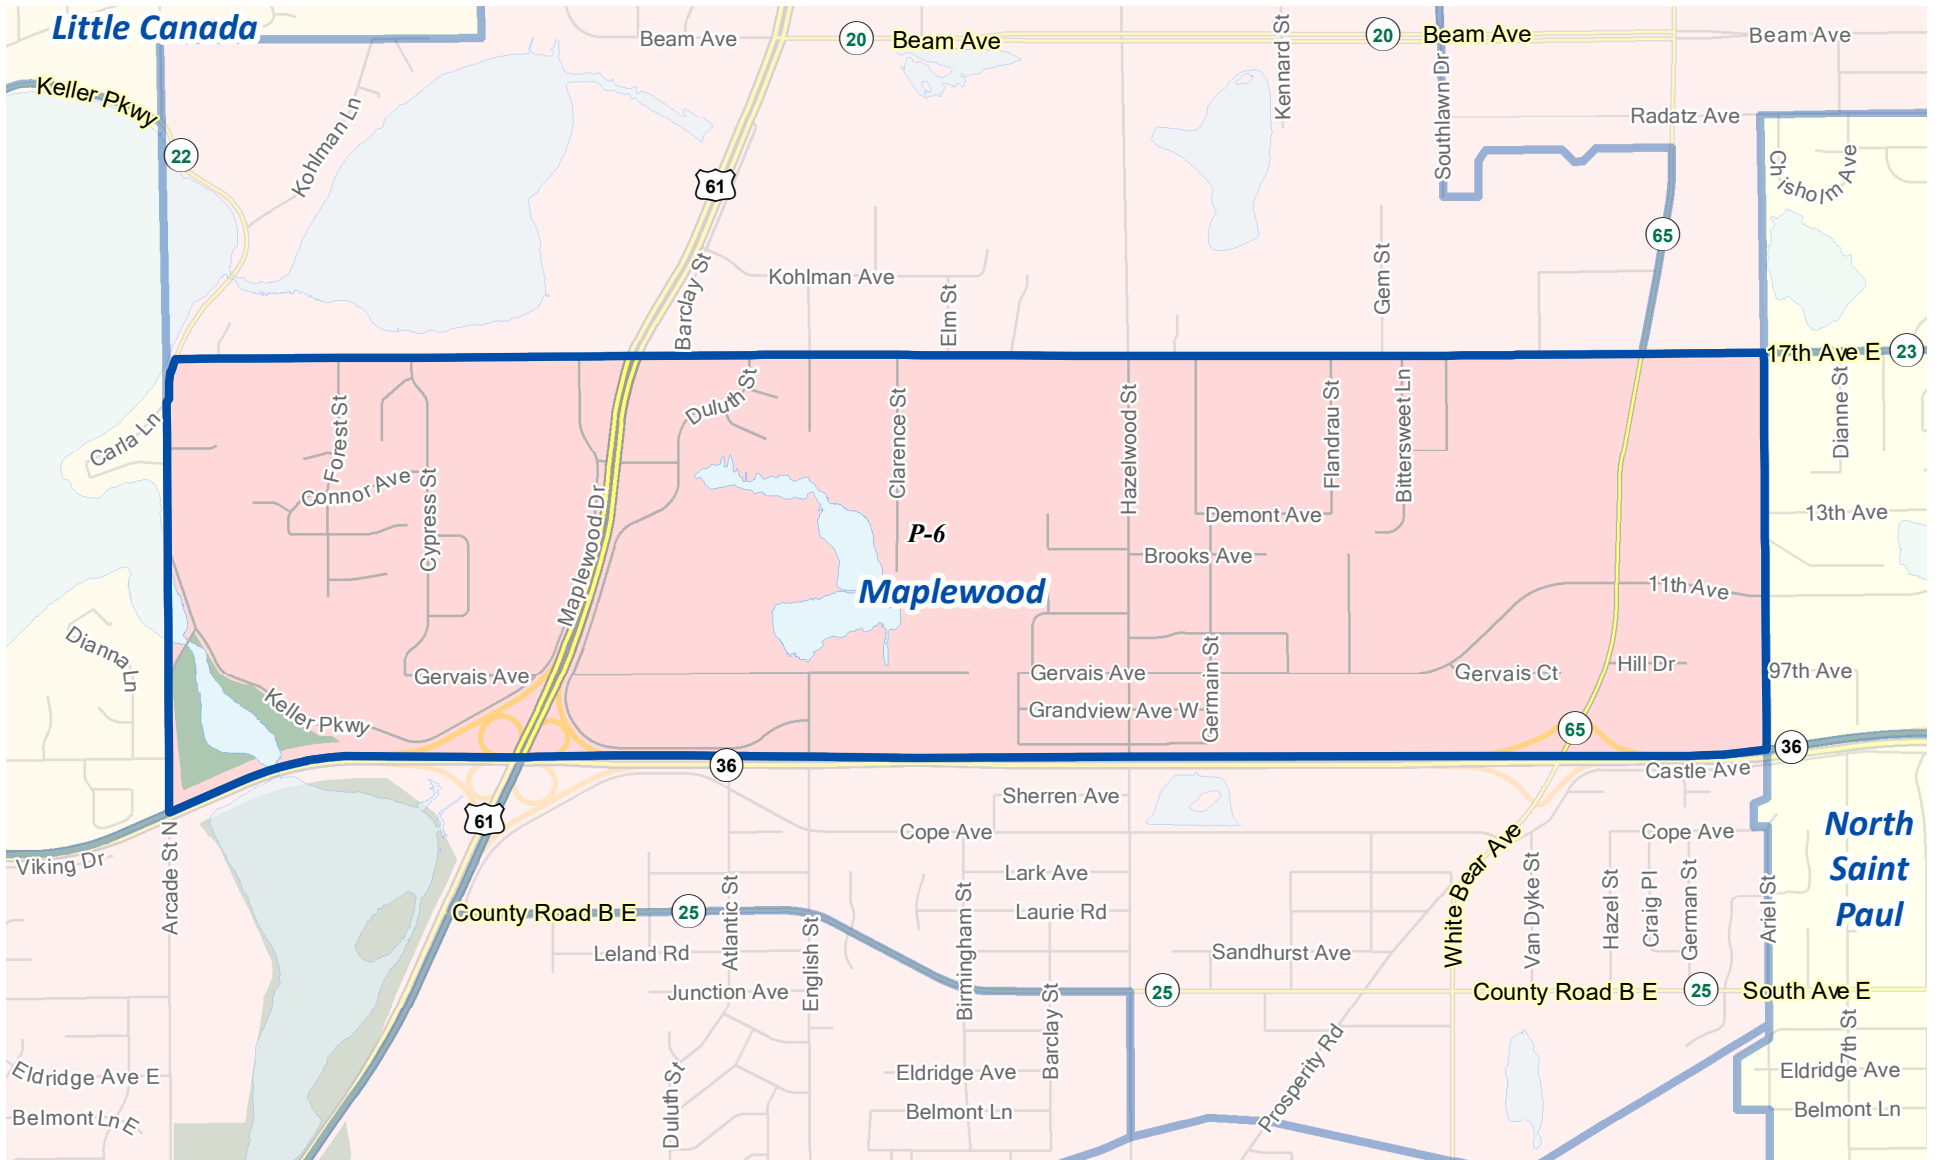 Little Canada
Beam Ave
20
Beam Ave
20
Beam Ave
Beam Ave
Keller Pkwy
22
Kohlman Ln
61
Kennard St
Southlawn Dr
Radatz Ave
Chisholm Ave
65
Barclay St
Kohlman Ave
Elm St
Gem St
17th Ave E
23
Carla Ln
Forest St
Connor Ave
Cypress St
Maplewood Dr
Duluth St
Clarence St
P-6
Maplewood
Hazelwood St
Flandrau St
Bittersweet Ln
Demont Ave
Brooks Ave
Dianne St
13th Ave
11th Ave
Dianna Ln
Keller Pkwy
Gervais Ave
Gervais Ave
Grandview Ave W
Germain St
Gervais Ct
Hill Dr
97th Ave
65
36
36
Castle Ave
61
Viking Dr
Arcade St N
Sherren Ave
Cope Ave
Lark Ave
Laurie Rd
White Bear Ave
Cope Ave
Van Dyke St
Hazel St
Craig Pl
German St
Ariel St
North
Saint
Paul
County Road B E
25
Atlantic St
English St
Birmingham St
Leland Rd
Junction Ave
Sandhurst Ave
25
County Road B E
25
South Ave E
Barclay St
Prosperity Rd
7th St
Eldridge Ave E
Belmont Ln E
Duluth St
Eldridge Ave
Belmont Ln
Eldridge Ave
Belmont Ln